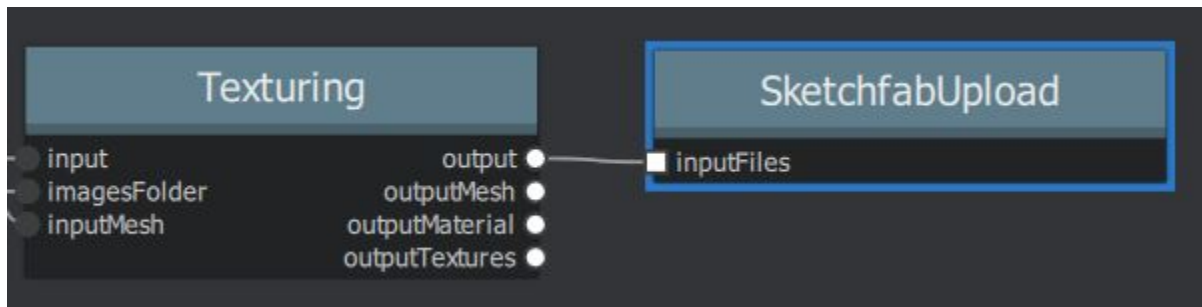 Texturing
input
imagesFolder
inputMesh
output
outputMesh
outputMaterial
outputTextures
SketchfabUpload
inputFiles